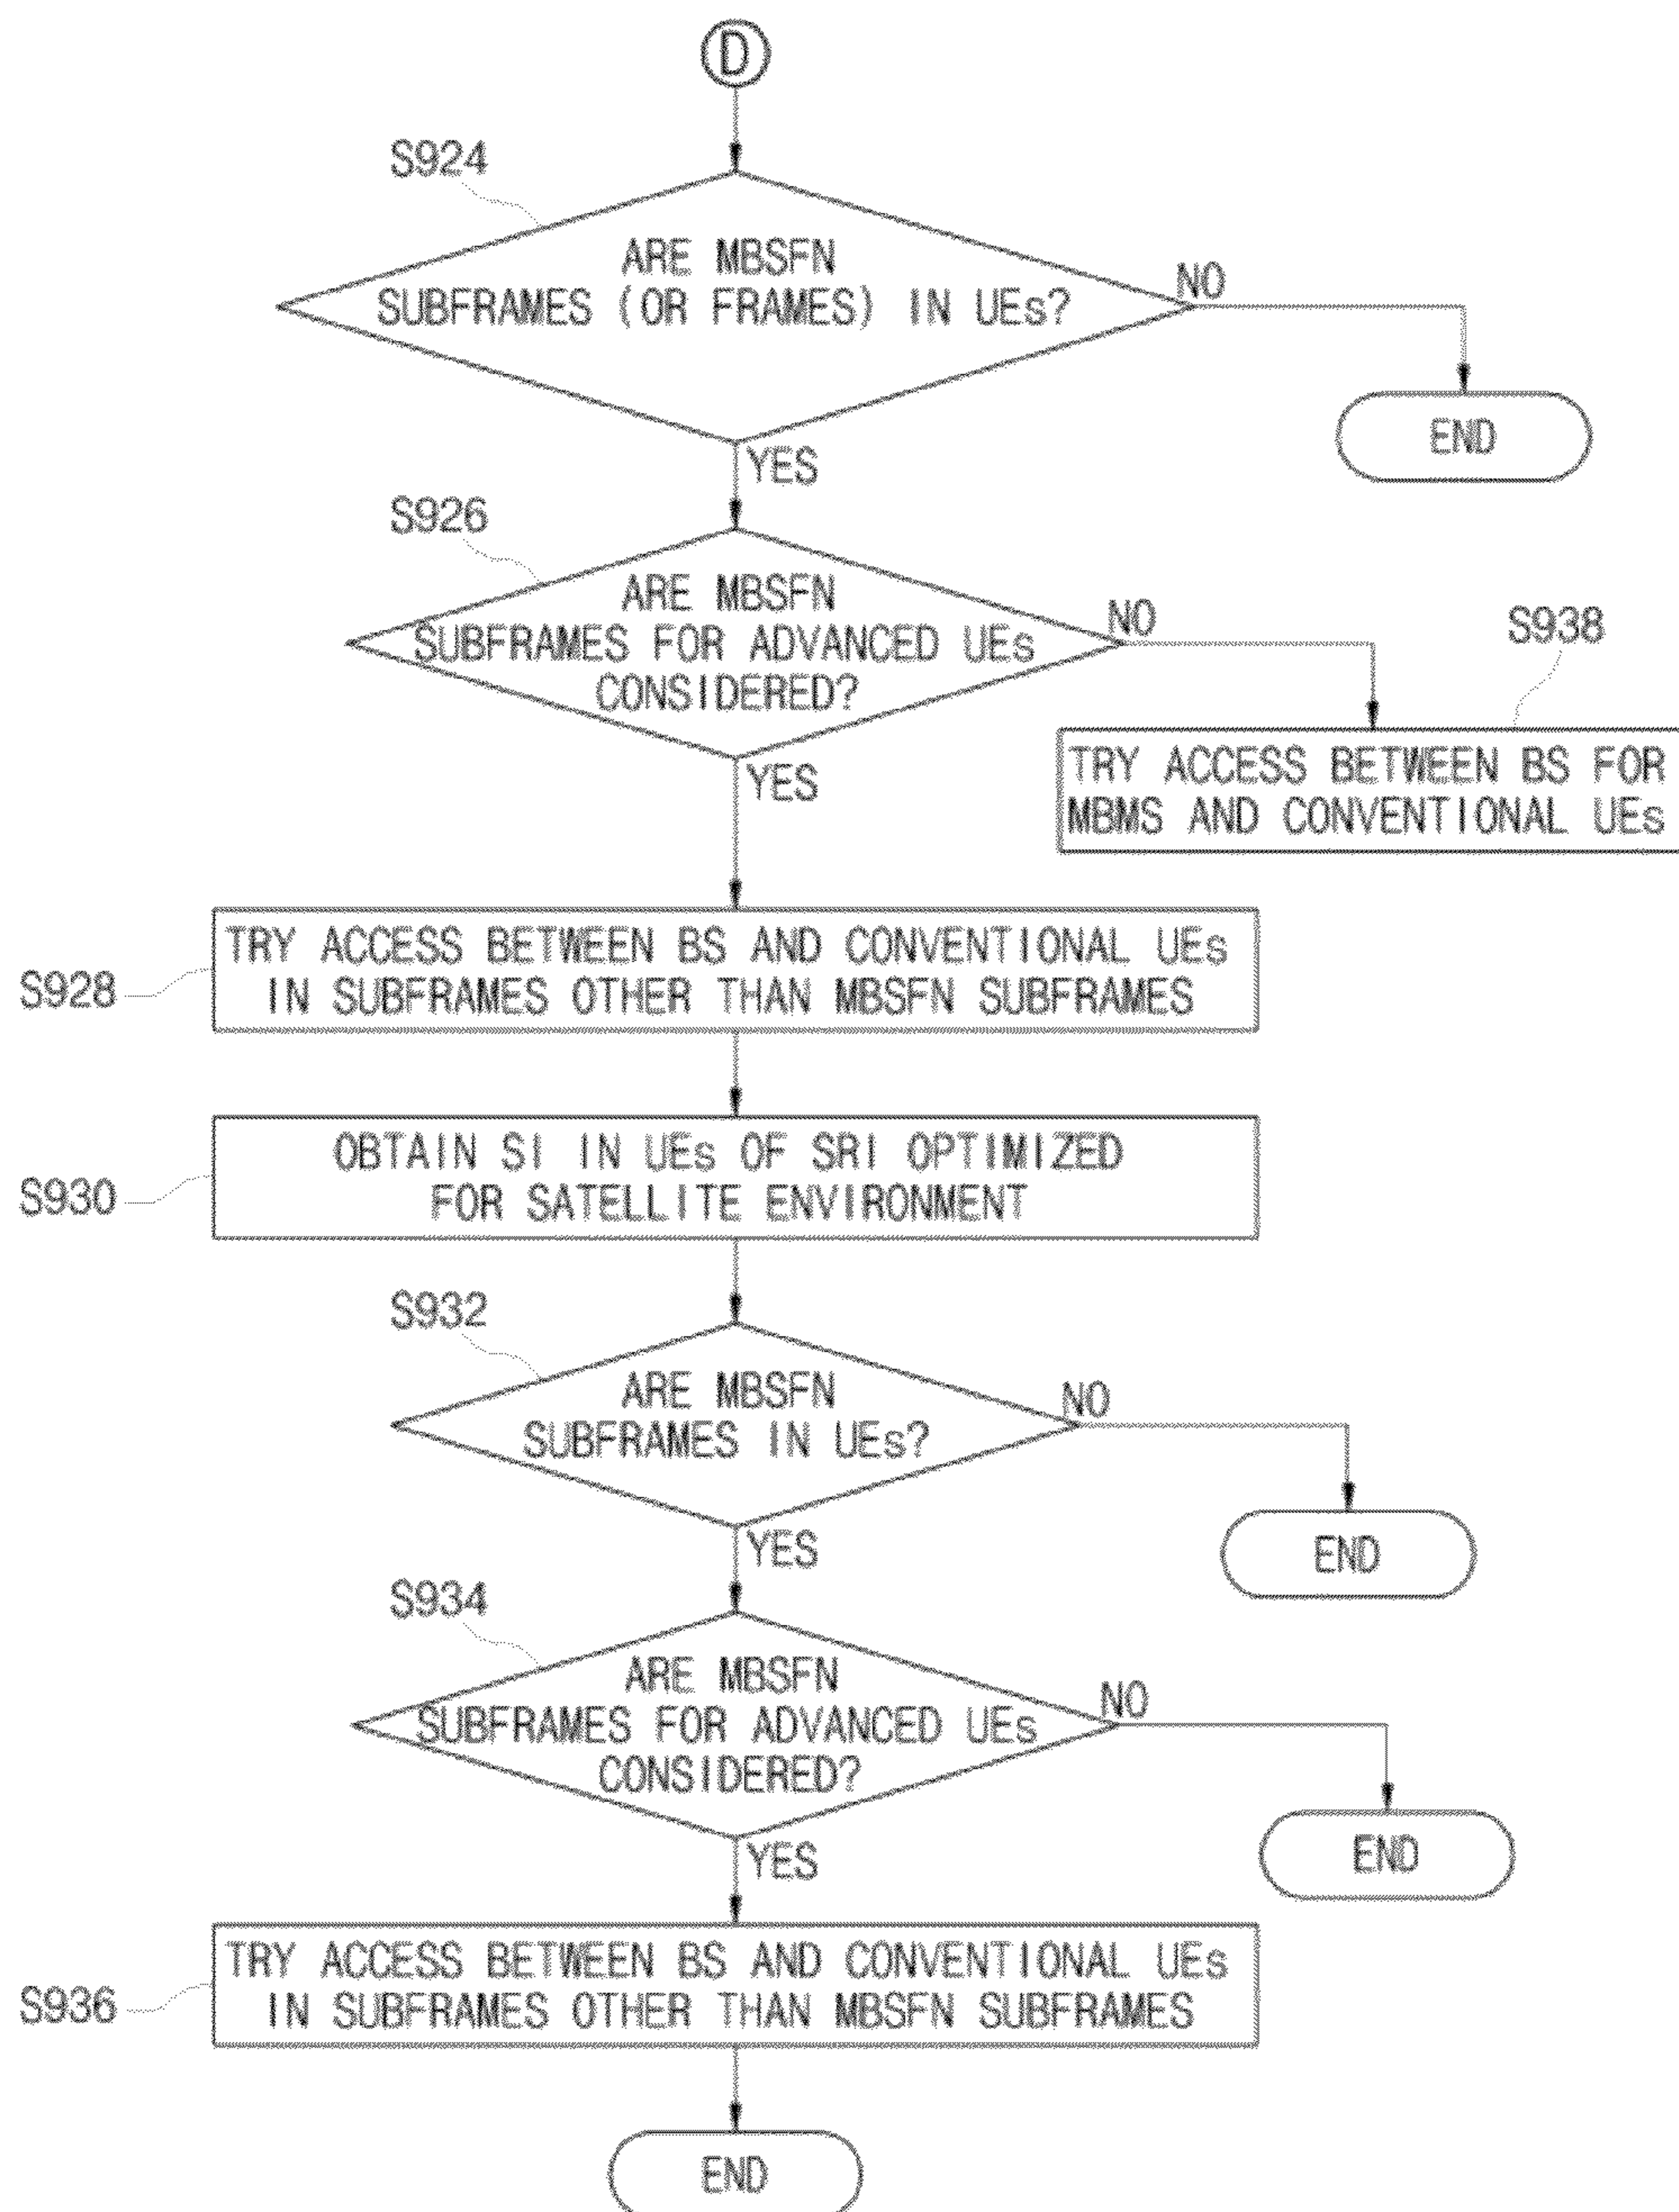 D
S924
ARE MBSFN
SUBFRAMES (OR FRAMES) IN UEs?
NO
END
YES
S926
ARE MBSFN
SUBFRAMES FOR ADVANCED UEs
CONSIDERED?
NO
S938
TRY ACCESS BETWEEN BS FOR
MBMS AND CONVENTIONAL UEs
YES
S928
TRY ACCESS BETWEEN BS AND CONVENTIONAL UEs
IN SUBFRAMES OTHER THAN MBSFN SUBFRAMES
S930
OBTAIN SI IN UEs OF SRI OPTIMIZED
FOR SATELLITE ENVIRONMENT
S932
ARE MBSFN
SUBFRAMES IN UEs?
NO
END
YES
S934
ARE MBSFN
SUBFRAMES FOR ADVANCED UEs
CONSIDERED?
NO
END
YES
S936
TRY ACCESS BETWEEN BS AND CONVENTIONAL UEs
IN SUBFRAMES OTHER THAN MBSFN SUBFRAMES
END